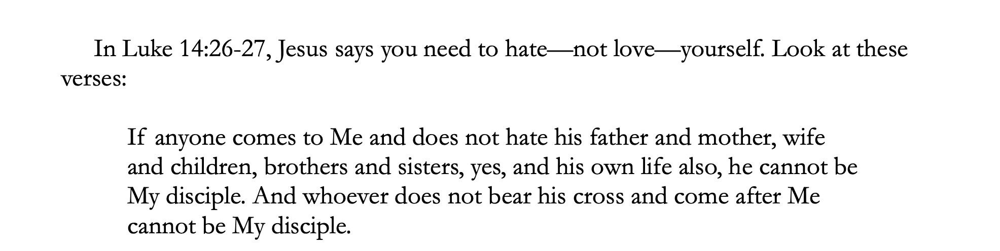 In Luke 14:26-27, Jesus says you need to hate—not love—yourself. Look at these
verses:
If anyone comes to Me and does not hate his father and mother, wife
and children, brothers and sisters, yes, and his own life also, he cannot be
My disciple. And whoever does not bear his cross and come after Me
cannot be My disciple.